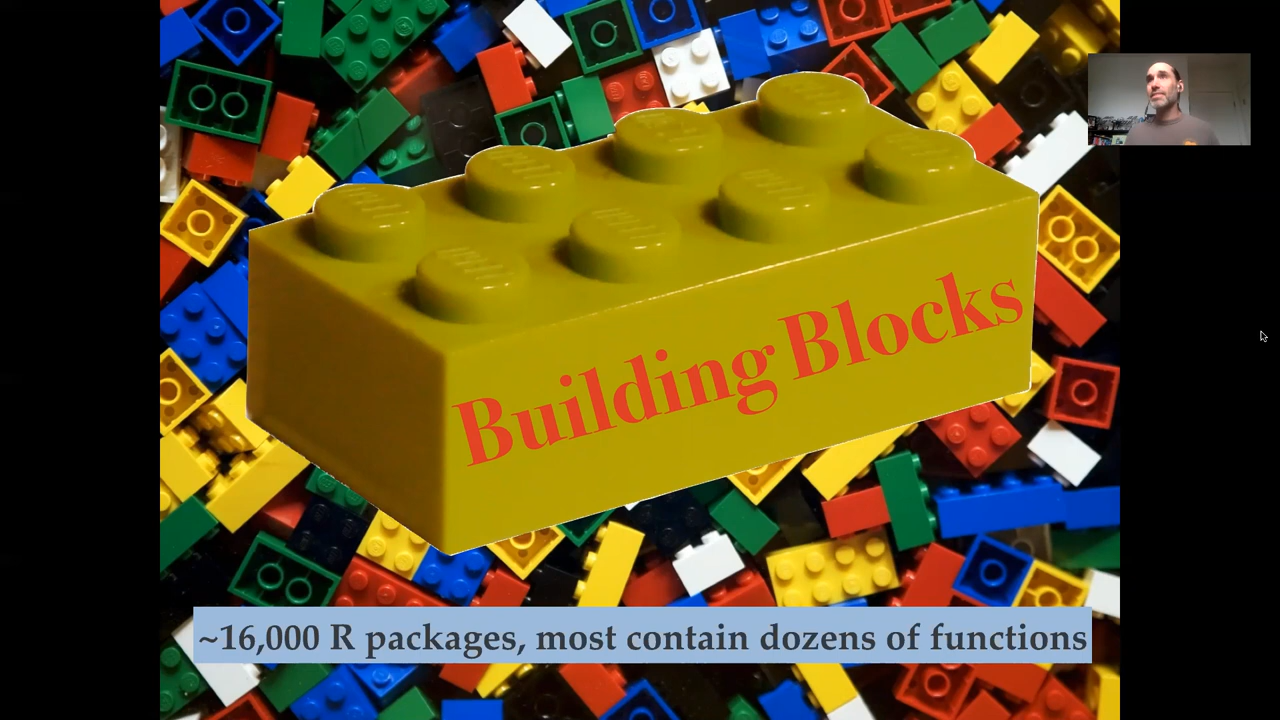 Building Blocks
~16,000 R packages, most contain dozens of functions